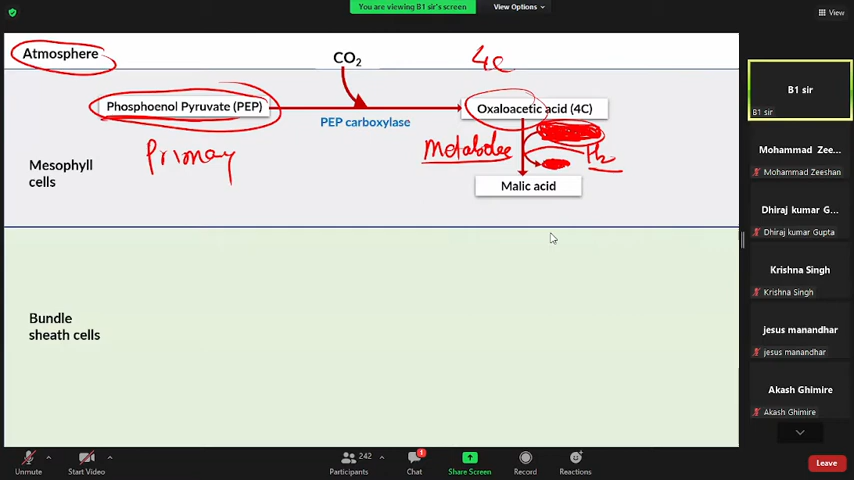 You are viewing B1 sir's screen
View Options
View
Atmosphere
CO2
4C
Phosphoenol Pyruvate (PEP)
PEP carboxylase
Oxaloacetic acid (4C)
Primary
Mesophyll
cells
H2
Malic acid
Bundle
sheath cells
B1 sir
B1 sir
Mohammad Zee...
Mohammad Zeeshan
Dhiraj kumar G...
Dhiraj kumar Gupta
Krishna Singh
Krishna Singh
jesus manandhar
jesus manandhar
Akash Ghimire
Akash Ghimire
Unmute
Start Video
242
Participants
1
Chat
Share Screen
Record
Reactions
Leave